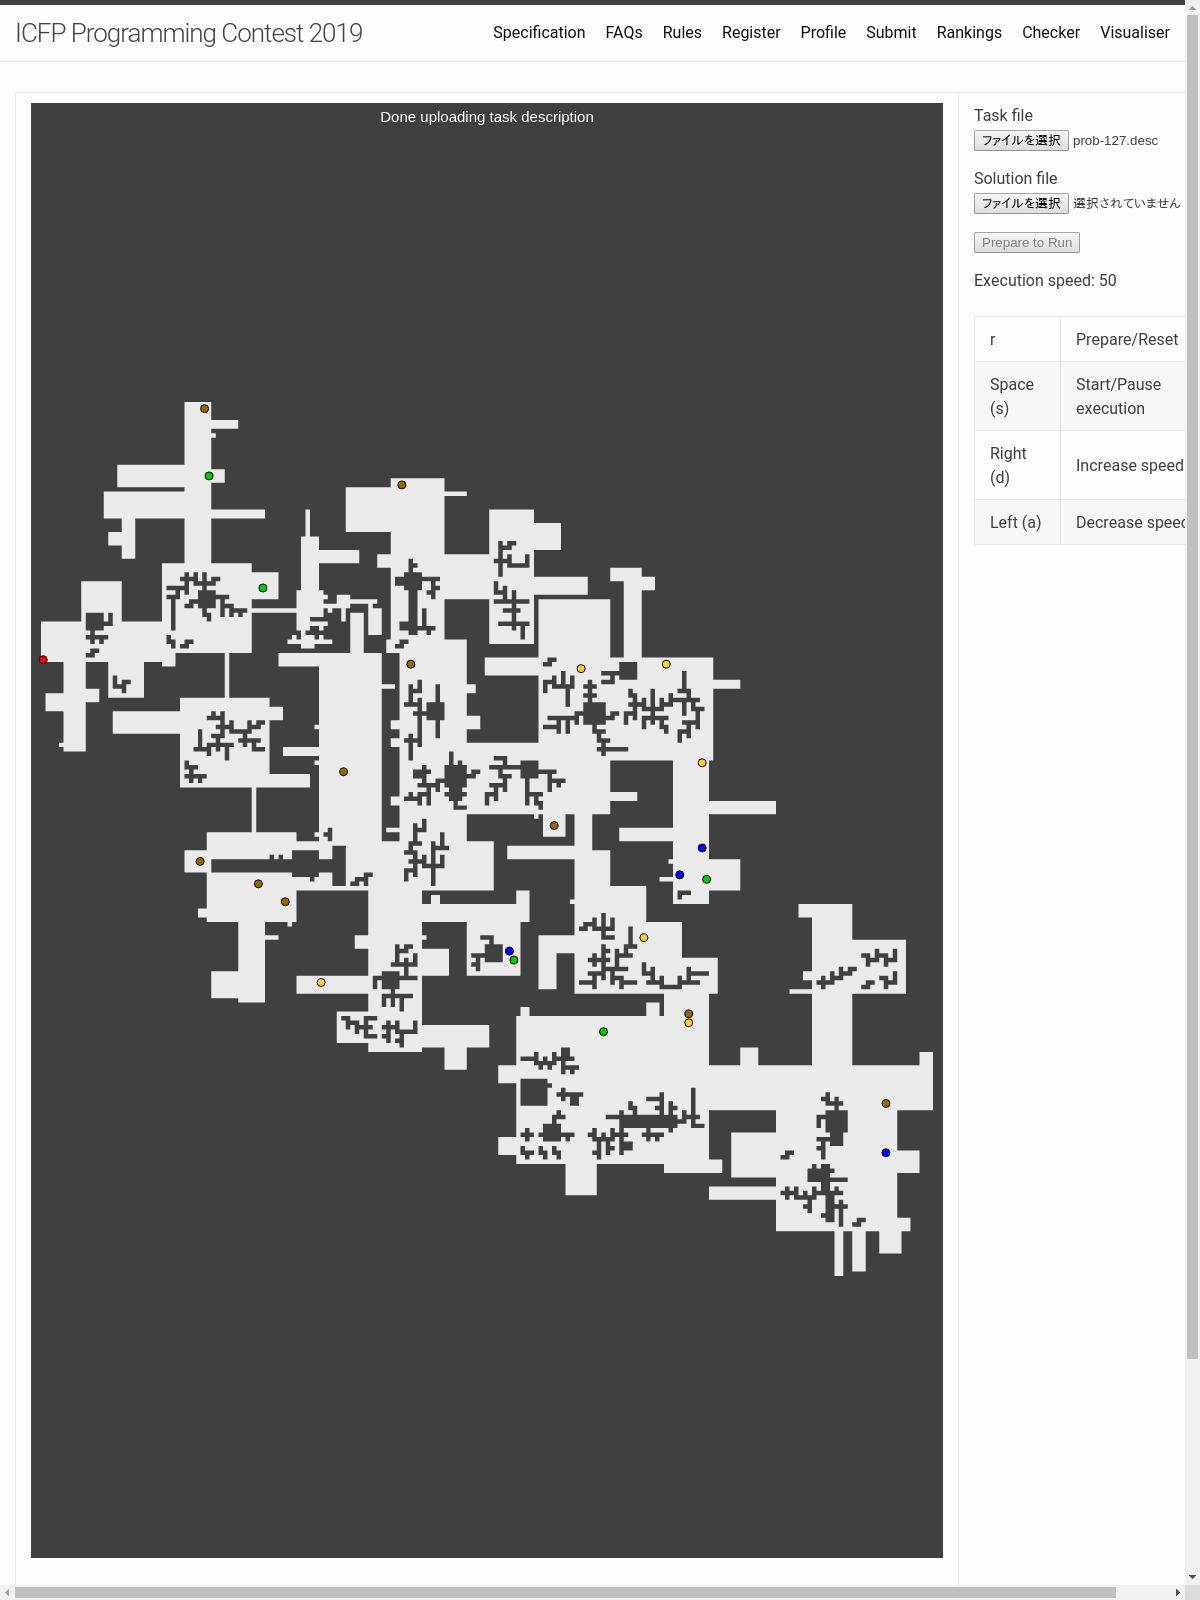 ICFP Programming Contest 2019
Specification FAQs Rules Register Profile Submit Rankings Checker Visualiser
Done uploading task description
Task file
ファイルを選択 prob-127.desc
Solution file
ファイルを選択 選択されていません
Prepare to Run
Execution speed: 50
r Prepare/Reset
Space (s) Start/Pause execution
Right (d) Increase speed
Left (a) Decrease speed